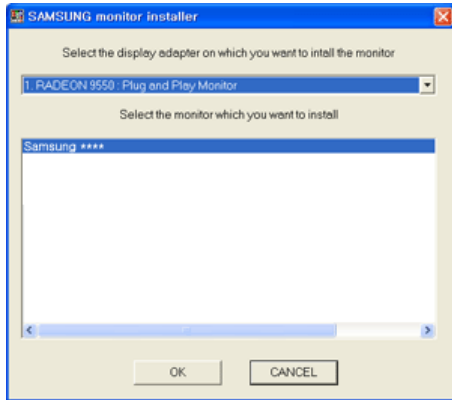 SAMSUNG monitor installer
Select the display adapter on which you want to intall the monitor
1. RADEON 9550 : Plug and Play Monitor
Select the monitor which you want to install
Samsung ****
OK CANCEL